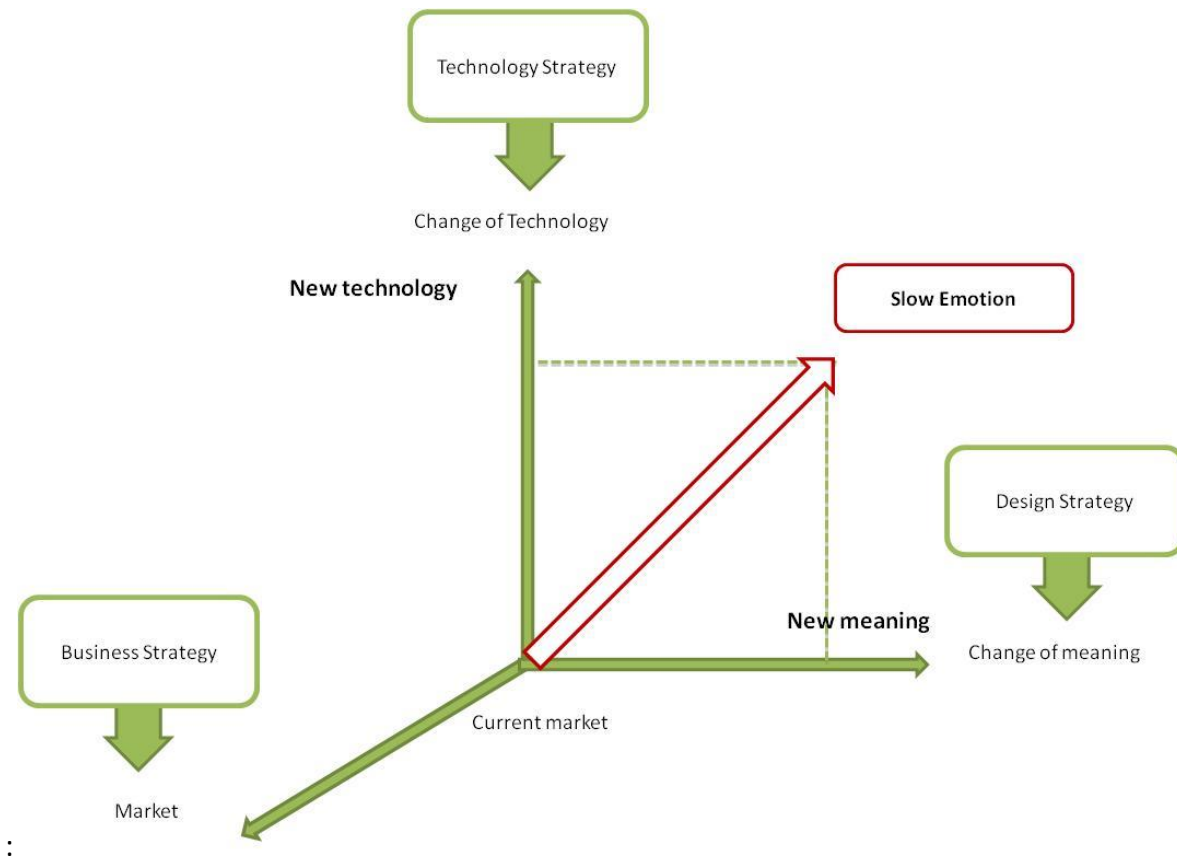 Technology Strategy
Change of Technology
New technology
Slow Emotion
Design Strategy
New meaning
Change of meaning
Business Strategy
Current market
Market
: